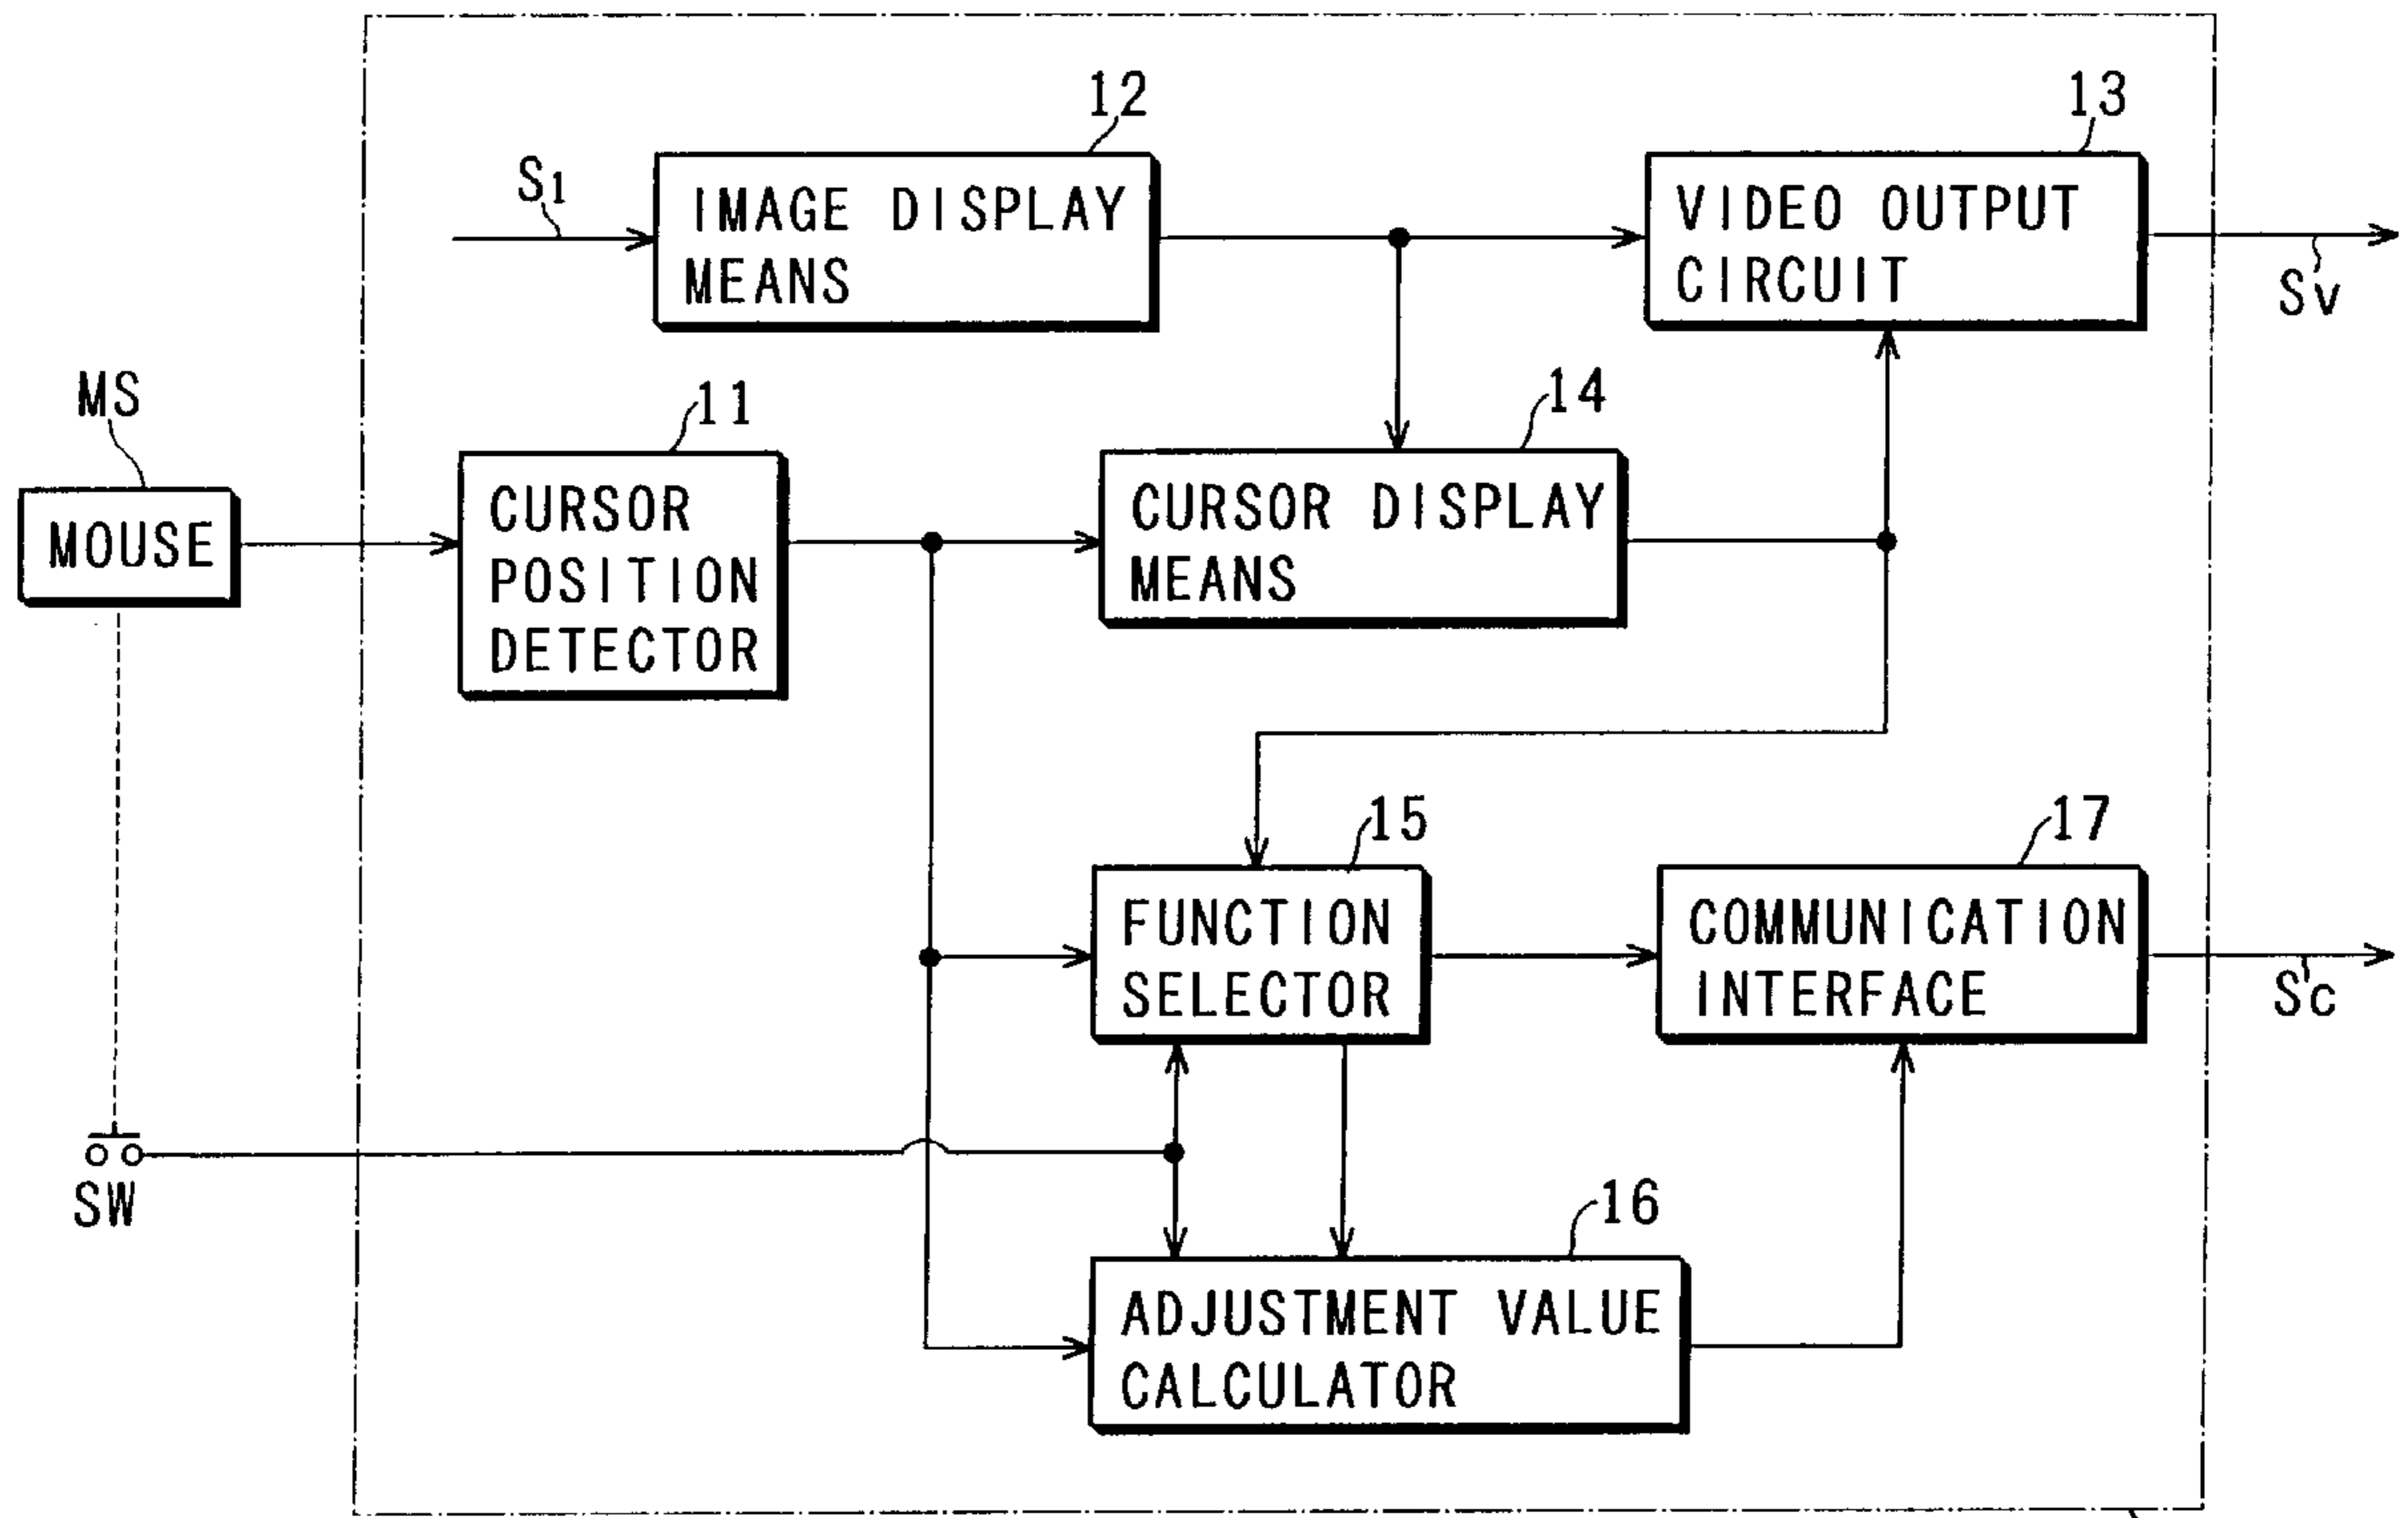 12
13
S1
IMAGE DISPLAY
MEANS
VIDEO OUTPUT
CIRCUIT
Sv
MS
11
14
MOUSE
CURSOR
POSITION
DETECTOR
CURSOR DISPLAY
MEANS
15
17
FUNCTION
SELECTOR
COMMUNICATION
INTERFACE
Sc
SW
16
ADJUSTMENT VALUE
CALCULATOR